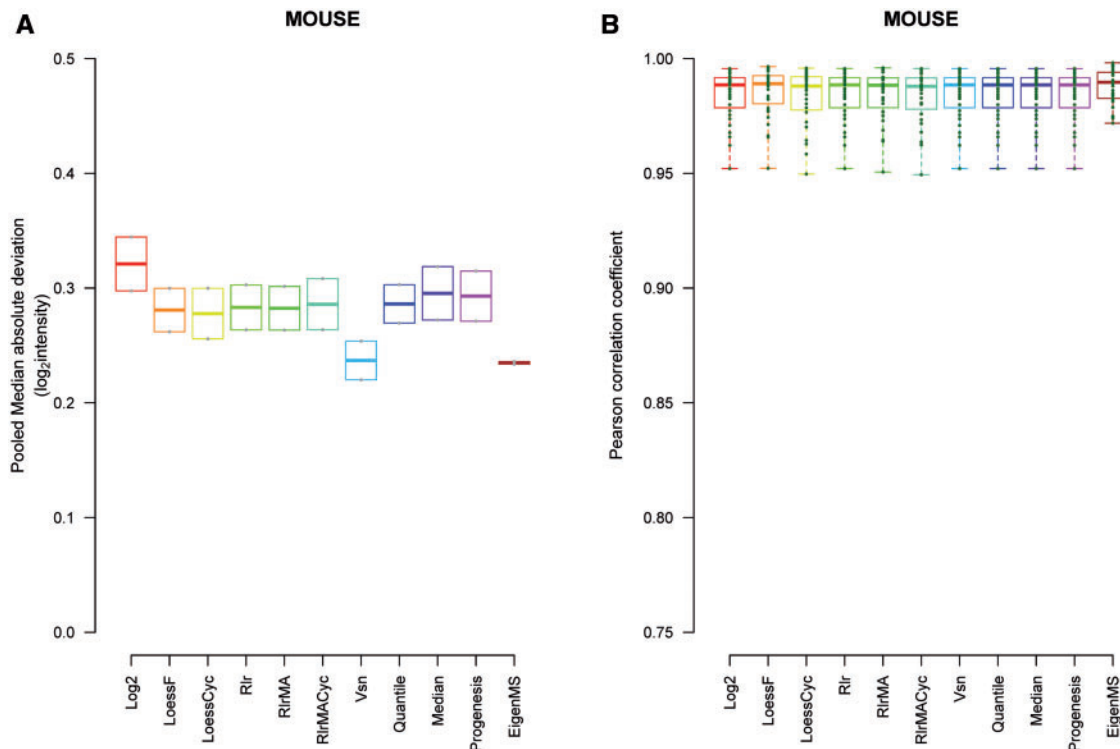 A
MOUSE
Pooled Median absolute deviation
(log₂intensity)
0.5
0.4
0.3
0.2
0.1
0.0
Log2
LoessF
LoessCyc
Rlr
RlrMA
RlrMACyc
Vsn
Quantile
Median
Progenesis
EigenMS
B
MOUSE
Pearson correlation coefficient
1.00
0.95
0.90
0.85
0.80
0.75
Log2
LoessF
LoessCyc
Rlr
RlrMA
RlrMACyc
Vsn
Quantile
Median
Progenesis
EigenMS